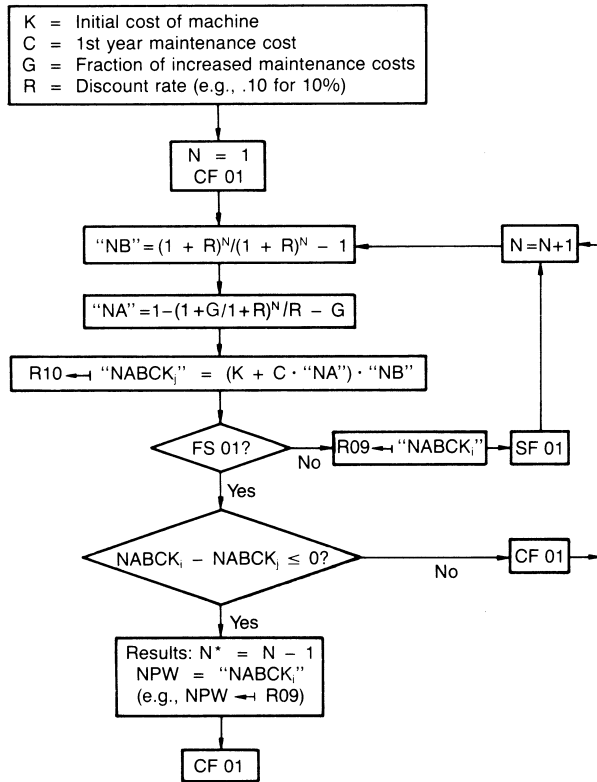 K = Initial cost of machine
C = 1st year maintenance cost
G = Fraction of increased maintenance costs
R = Discount rate (e.g., .10 for 10%)
N = 1
CF 01
“NB” = (1 + R)ᴺ/(1 + R)ᴺ - 1
N = N+1
“NA” = 1-(1+G/1+R)ᴺ/R - G
R10 ←⊣ “NABCKⱼ” = (K + C · “NA”) · “NB”
FS 01?
No
R09 ←⊣ “NABCKᵢ”
SF 01
Yes
NABCKᵢ - NABCKⱼ ≤ 0?
No
CF 01
Yes
Results: N* = N - 1
NPW = “NABCKᵢ”
(e.g., NPW ←⊣ R09)
CF 01